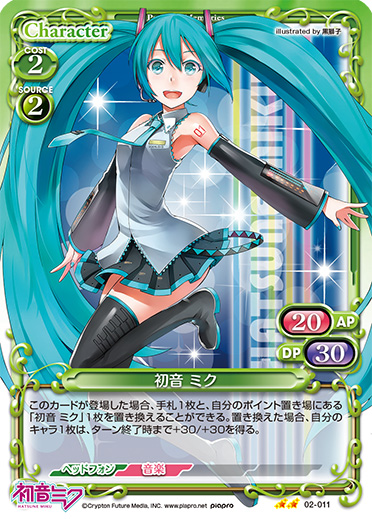 Character
illustrated by 黒獅子
COST
2
SOURCE
2
HATSUNE MIKU
20 AP
DP 30
初音 ミク
このカードが登場した場合、手札1枚と、自分のポイント置き場にある
「初音 ミク」1枚を置き換えることができる。置き換えた場合、自分の
キャラ1枚は、ターン終了時まで+30/+30を得る。
ヘッドフォン 音楽
初音ミク
HATSUNE MIKU
©Crypton Future Media, INC. www.piapro.net piapro
02-011